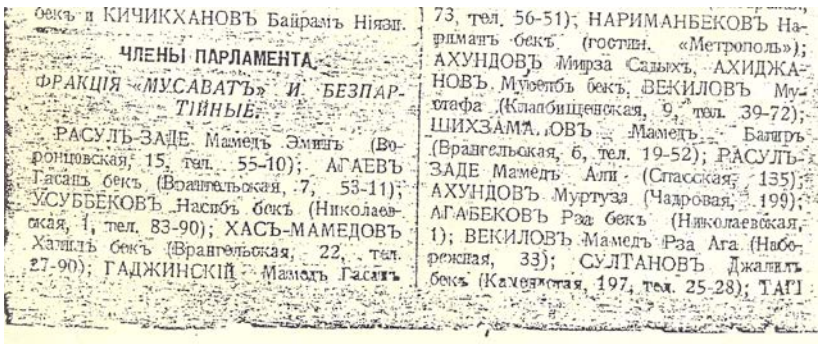 бекъ и КИЧИКХАНОВЪ Байрамъ Ніязи-
ЧЛЕНЫ ПАРЛАМЕНТА.
ФРАКЦІЯ «МУСАВАТЪ» И БЕЗПАР-
ТІЙНЫЕ.
РАСУЛЪ-ЗАДЕ Мамедъ Эминъ (Во-
ронцовская, 15, тел. 55-10); АГАЕВЪ
Гасанъ бекъ (Врангельская, 7, 53-11);
УСУББЕКОВЪ Насибъ бекъ (Николаев-
ская, 1, тел. 83-90); ХАСЪ-МАМЕДОВЪ
Халилъ бекъ (Врангельская, 22, тел.
27-90); ГАДЖИНСКІЙ Мамедъ Гасанъ
73, тел. 56-51); НАРИМАНБЕКОВЪ На-
риманъ бекъ (гостин. «Метрополь»);
АХУНДОВЪ Мирза Садыхъ, АХИДЖА-
НОВЪ бекъ, ВЕКИЛОВЪ Му-
стафа (Кладбищенская, 9, тел. 39-72);
Мамедъ Багиръ
(Врангельская, 6, тел. 19-52); РАСУЛЪ-
ЗАДЕ Мамедъ Али (Спасская, 135);
АХУНДОВЪ Муртуза (Чадровая, 199);
АГАБЕКОВЪ Рза бекъ (Николаевская,
1); ВЕКИЛОВЪ Мамедъ Рза Ага (Набе-
режная, 33); СУЛТАНОВЪ Джалилъ
бекъ (Каменистая, 197, тел. 25-28); ТАГІ